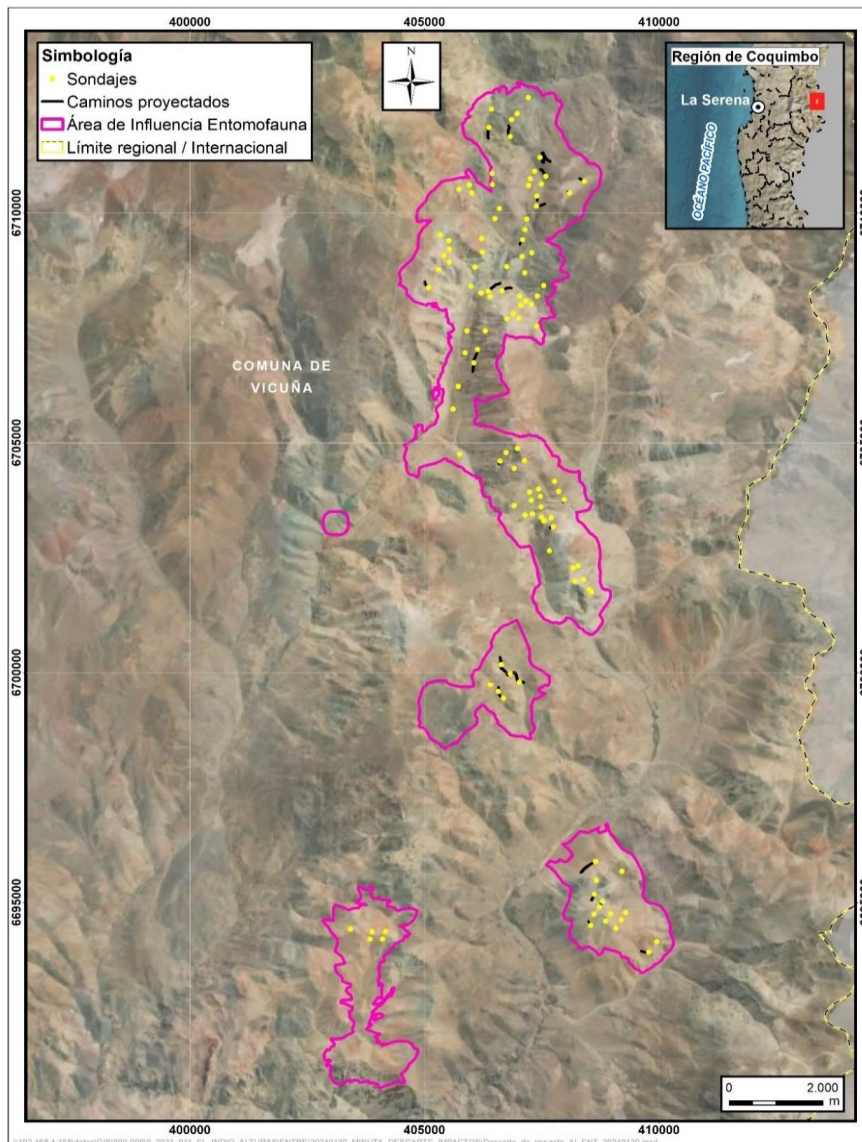 400000 405000 410000
Simbología
Sondajes
Caminos proyectados
Área de Influencia Entomofauna
Límite regional / Internacional
N
Región de Coquimbo
La Serena
OCÉANO PACÍFICO
6710000
COMUNA DE
VICUÑA
6705000
6700000
6695000
0 2.000
m
400000 405000 410000